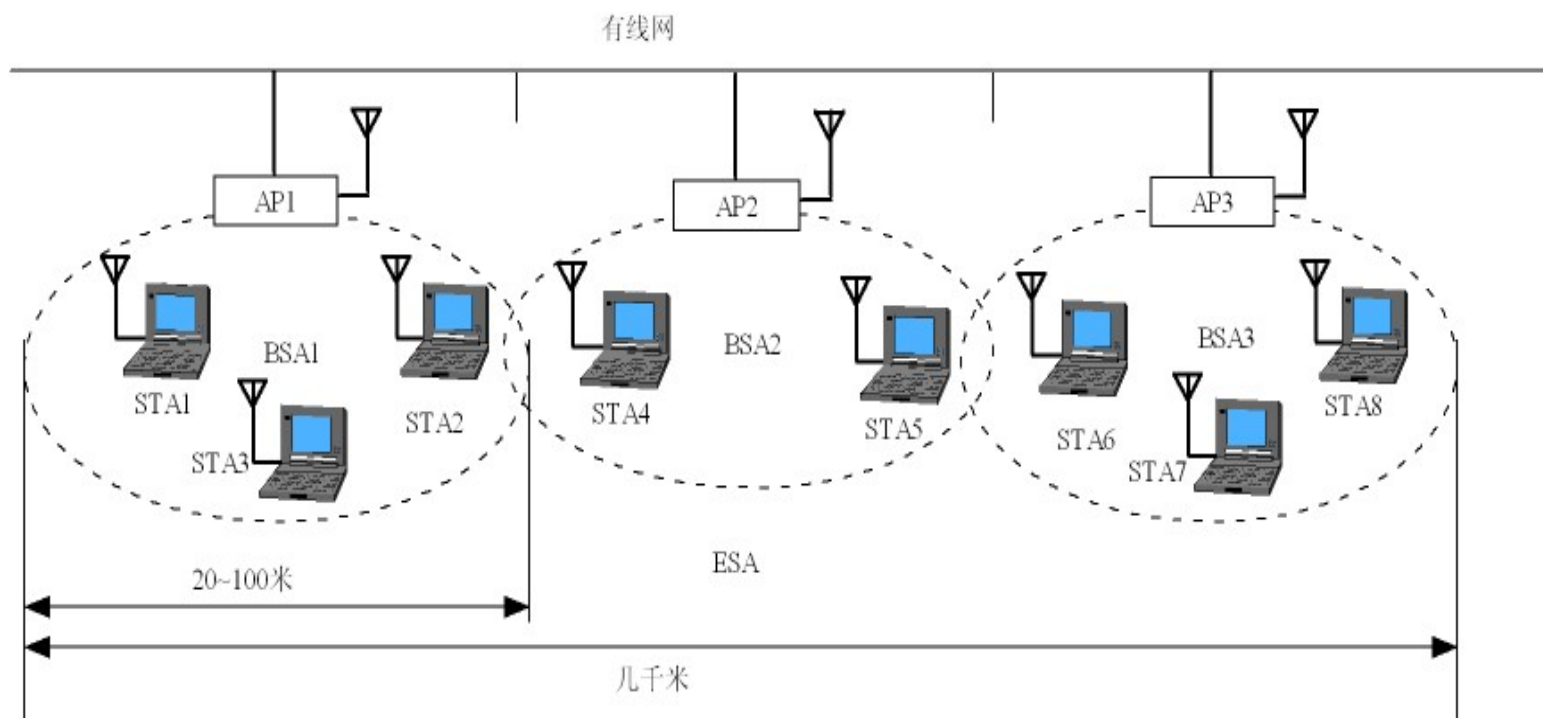 有线网
AP1
AP2
AP3
BSA1
BSA2
BSA3
STA1
STA2
STA4
STA5
STA6
STA8
STA3
STA7
ESA
20~100米
几千米